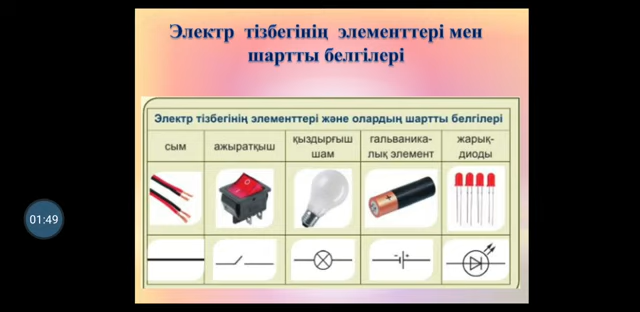 Электр тізбегінің элементтері мен
шартты белгілері
Электр тізбегінің элементтері және олардың шартты белгілері
сым
ажыратқыш
қыздырғыш
шам
гальваника-
лық элемент
жарық-
диоды
01:49